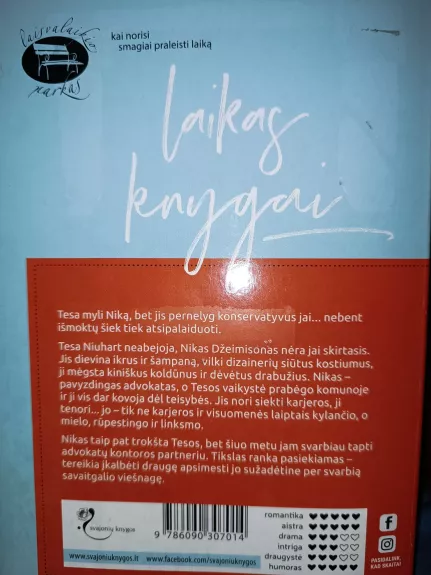 laisvalaikio
parkas
kai norisi
smagiai praleisti laiką
laikas
knygai
Tesa myli Niką, bet jis pernelyg konservatyvus jai... nebent
išmoktų šiek tiek atsipalaiduoti.
Tesa Niuhart neabejoja, Nikas Džeimisonas nėra jai skirtasis.
Jis dievina ikrus ir šampaną, vilki dizainerių siūtus kostiumus,
ji mėgsta kiniškus koldūnus ir dėvėtus drabužius. Nikas –
pavyzdingas advokatas, o Tesos vaikystė prabėgo komunoje
ir ji vis dar kovoja dėl teisybės. Jis nori siekti karjeros, ji
tenori... jo – tik ne karjeros ir visuomenės laiptais kylančio, o
mielo, rūpestingo ir linksmo.
Nikas taip pat trokšta Tesos, bet šiuo metu jam svarbiau tapti
advokatų kontoros partneriu. Tikslas ranka pasiekiamas –
tereikia įkalbėti draugę apsimesti jo sužadėtine per svarbią
savaitgalio viešnagę.
svajonių knygos
9 786090 307014
www.svajoniuknygos.lt
www.facebook.com/svajoniuknygos
romantika ♥♥♥♥♥
aistra ♥♥♥♥♥
drama ♥♥♥♡♡
intriga ♥♥♥♡♡
draugystė ♥♥♥♥♡
humoras ♥♥♥♥♥
PASIGALINK,
KAD SKAITAI